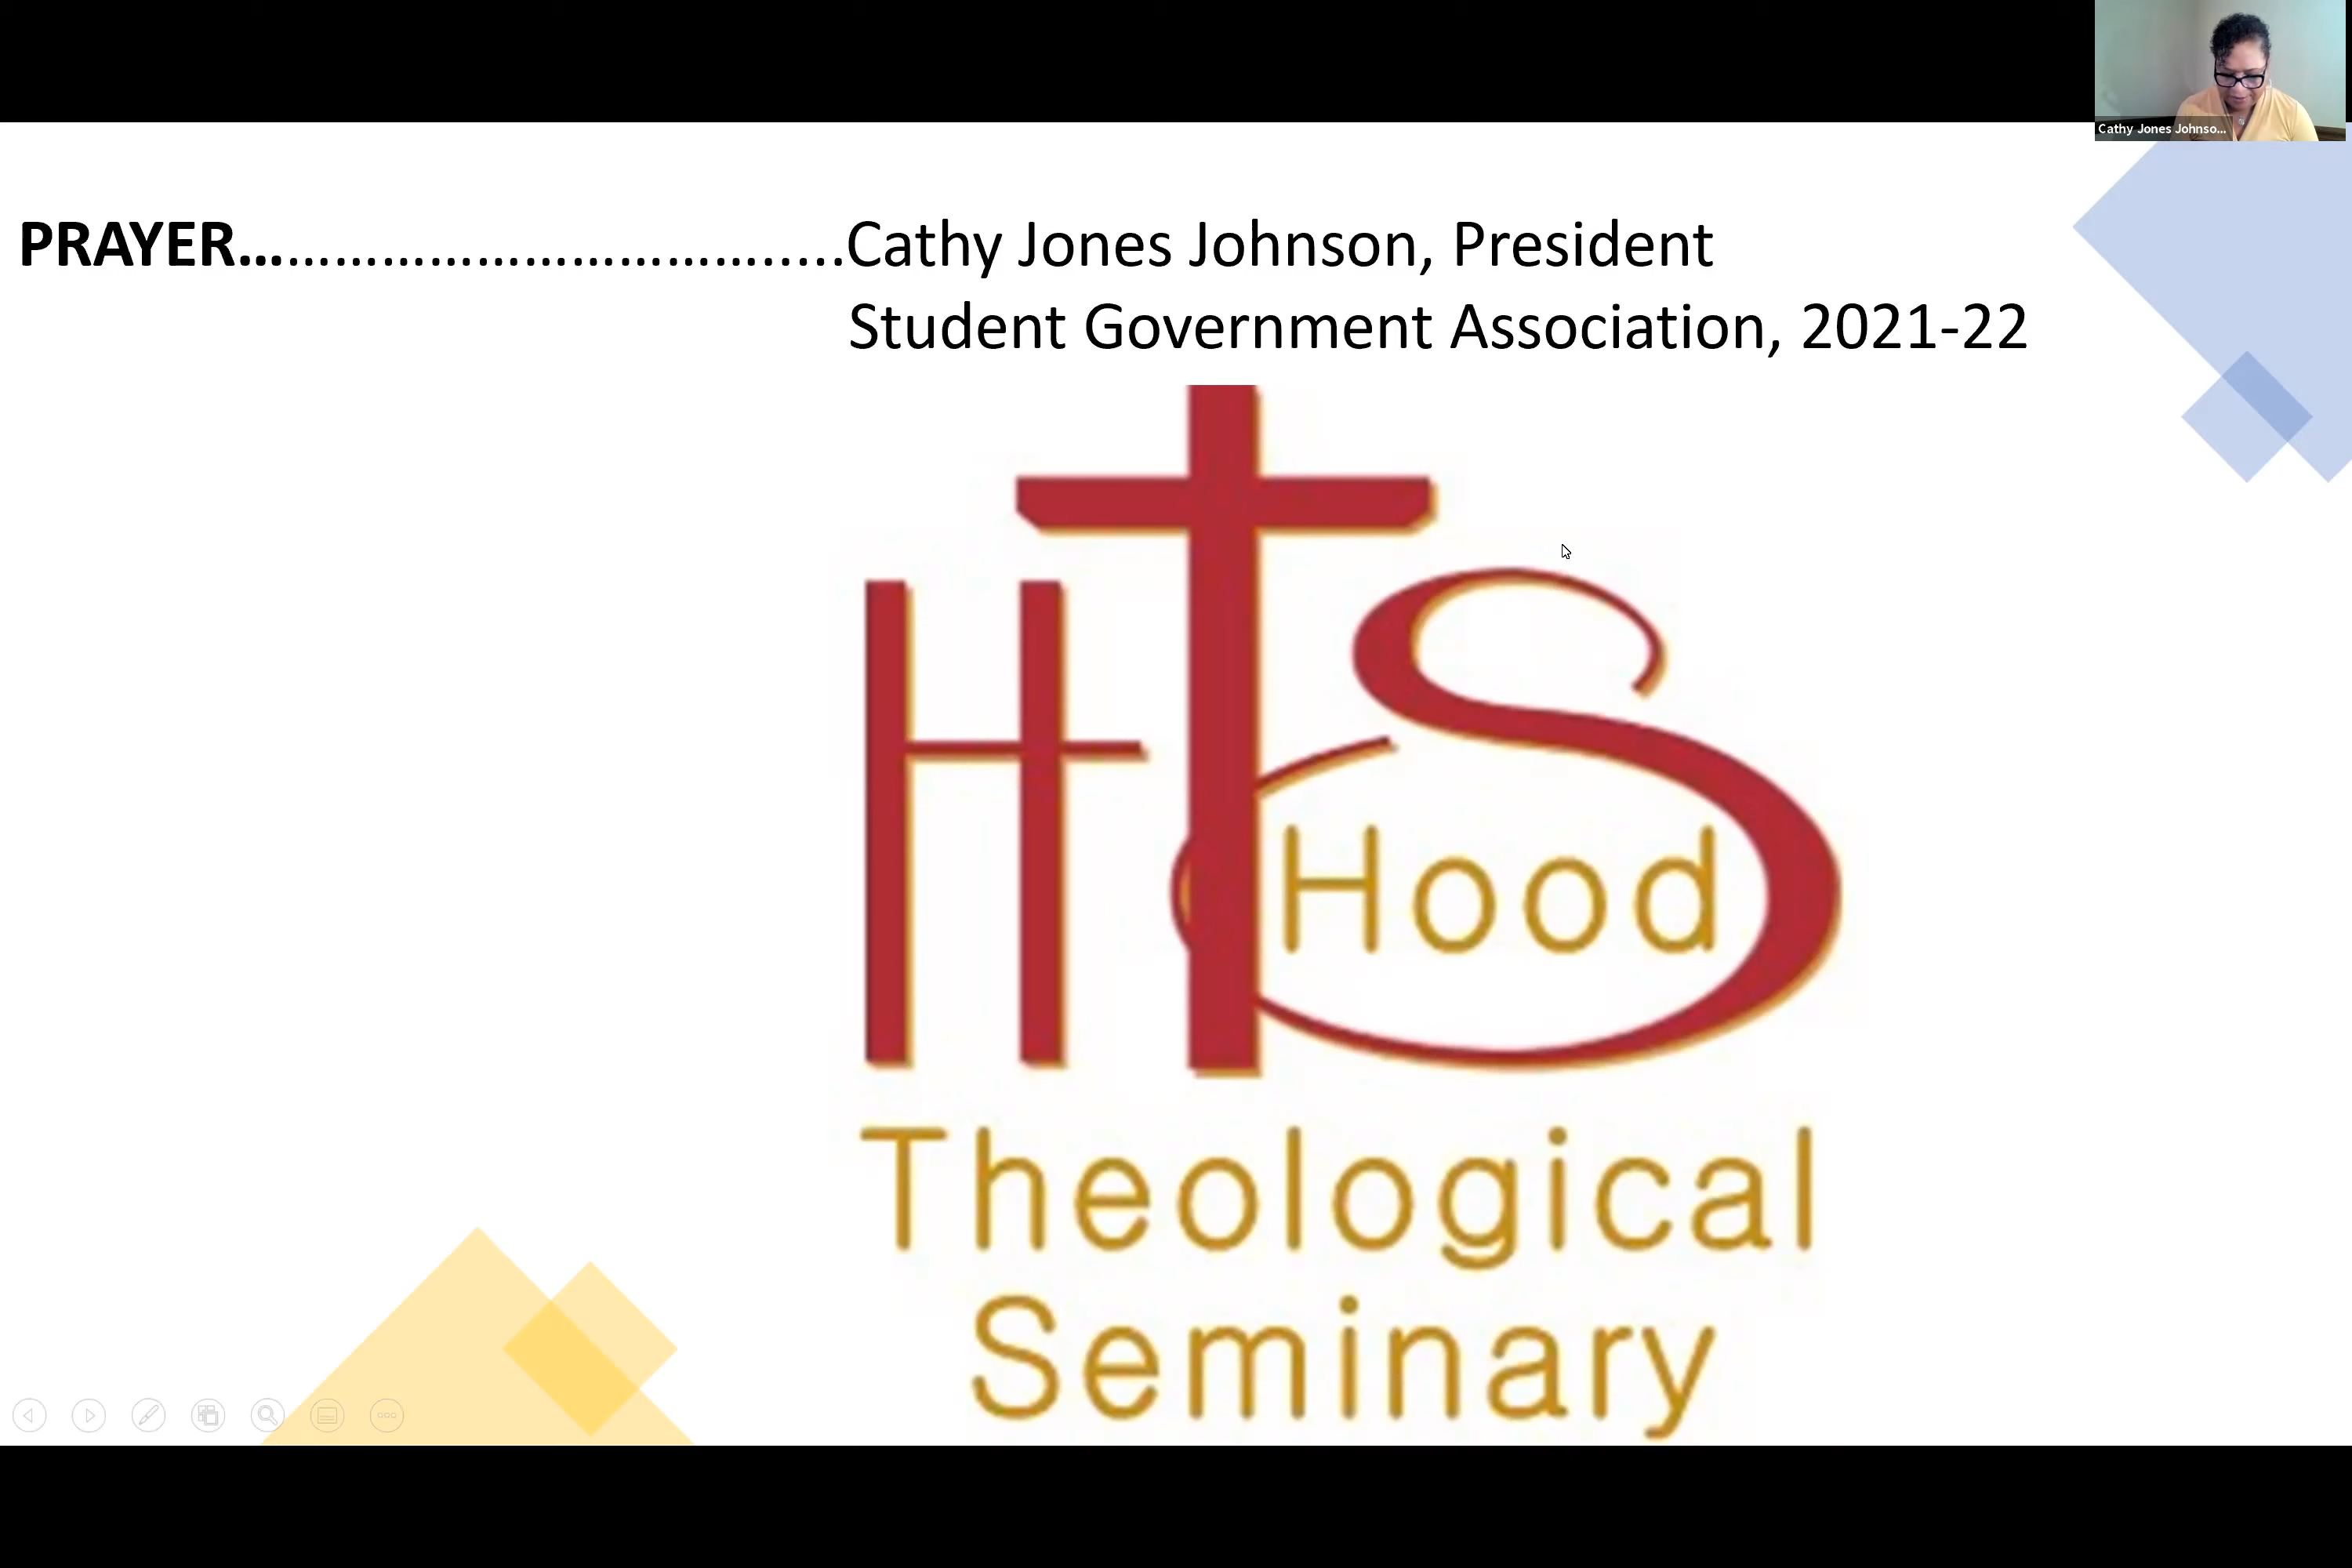 Cathy Jones Johnso...
PRAYER.......................................Cathy Jones Johnson, President
Student Government Association, 2021-22
HTS
Hood
Theological
Seminary